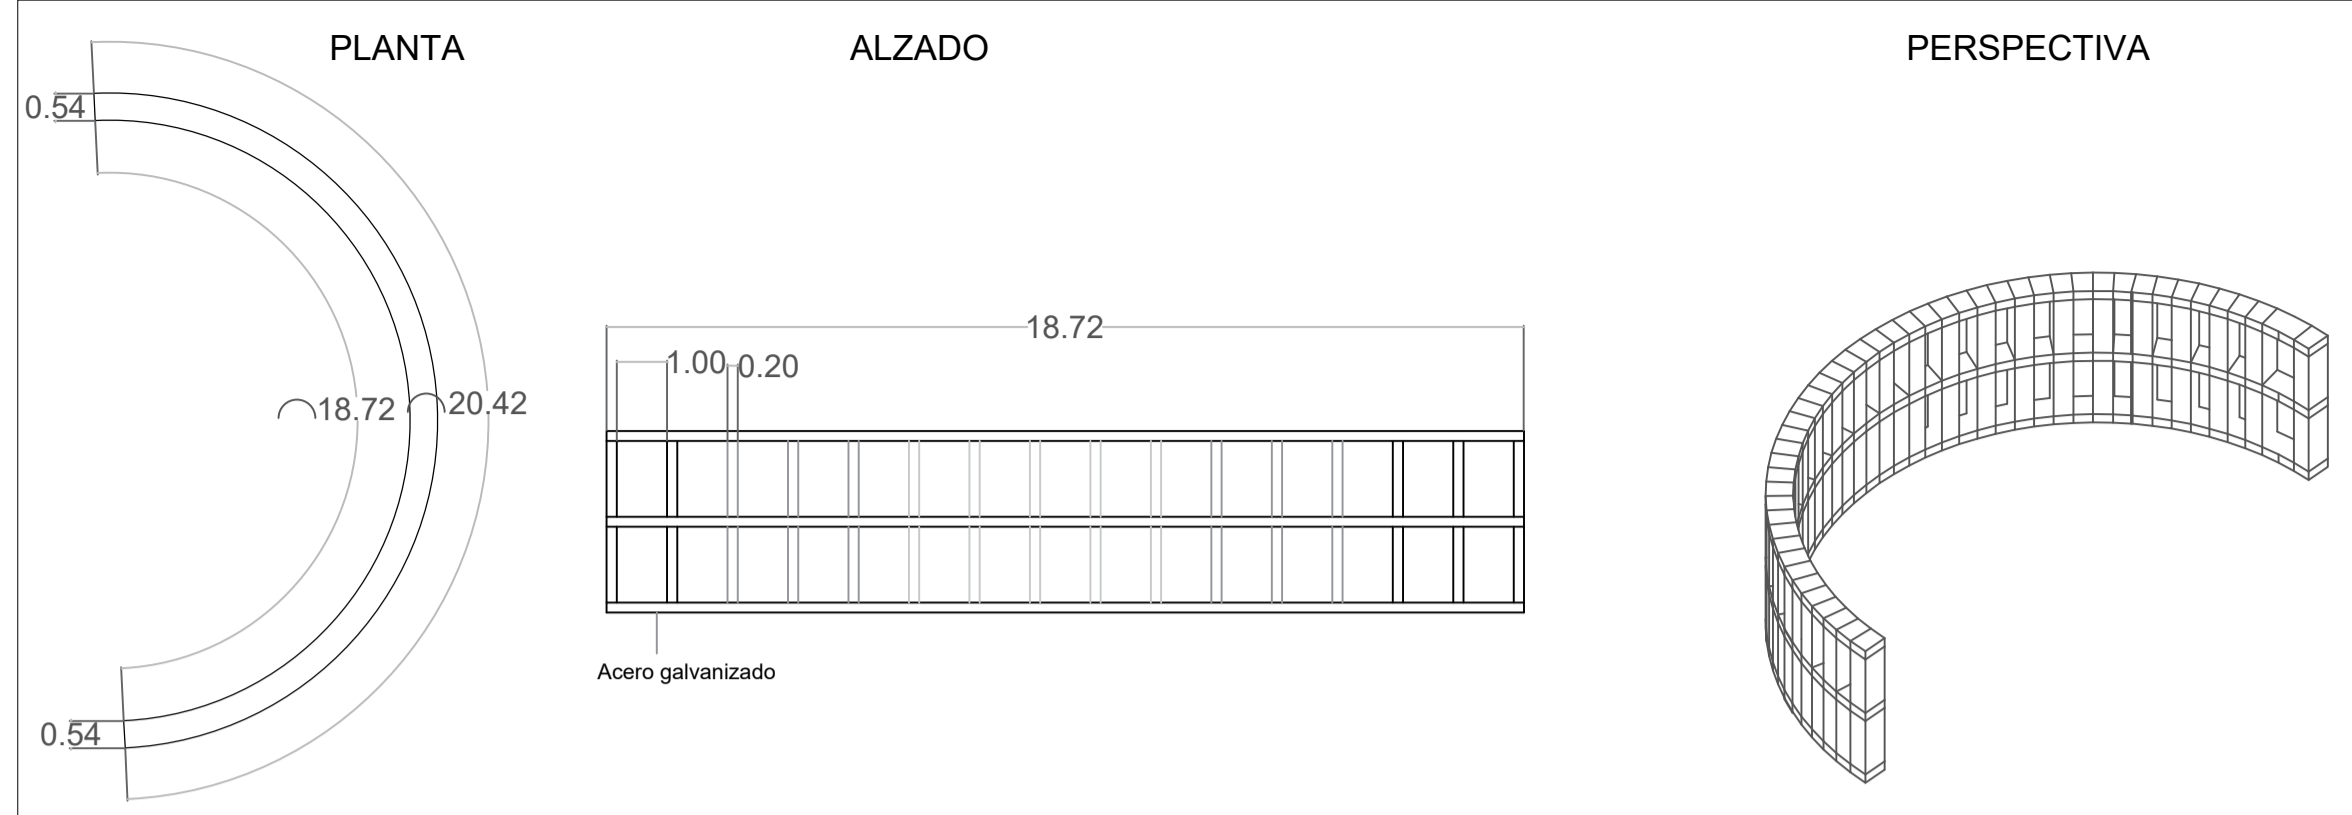 PLANTA
ALZADO
PERSPECTIVA
0.54
18.72
20.42
0.54
18.72
1.00
0.20
Acero galvanizado